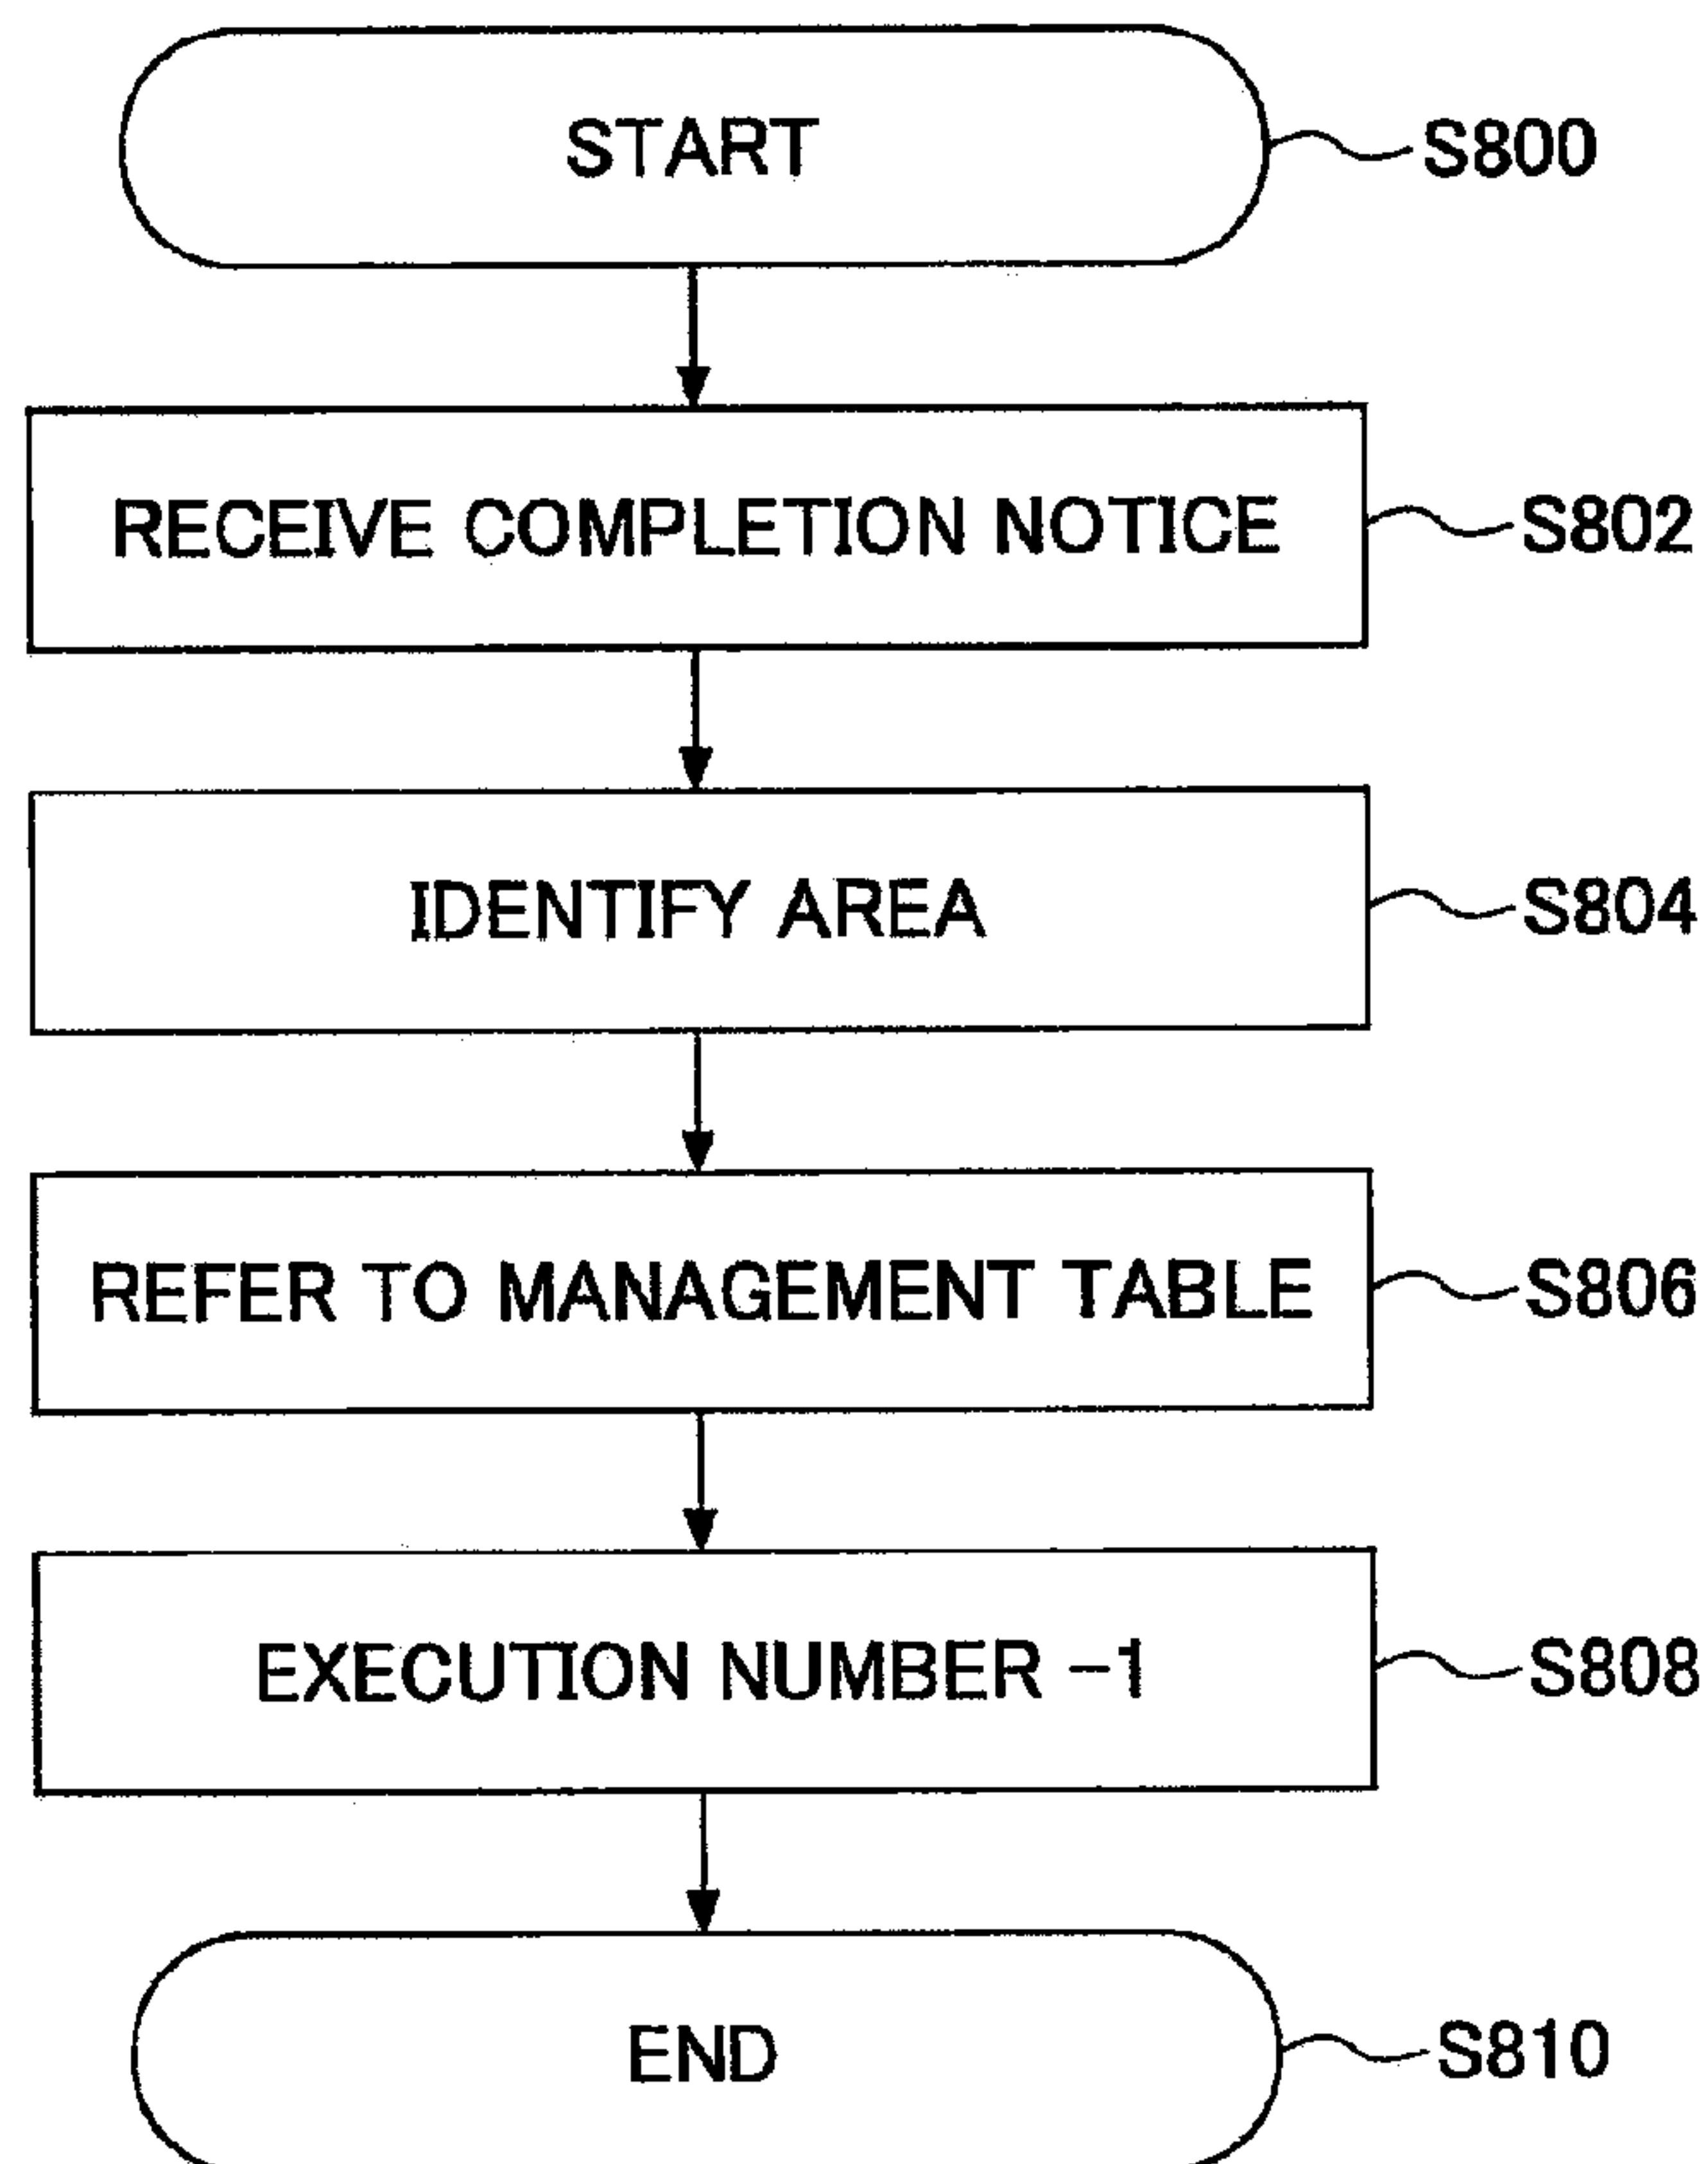 START S800
RECEIVE COMPLETION NOTICE S802
IDENTIFY AREA S804
REFER TO MANAGEMENT TABLE S806
EXECUTION NUMBER -1 S808
END S810